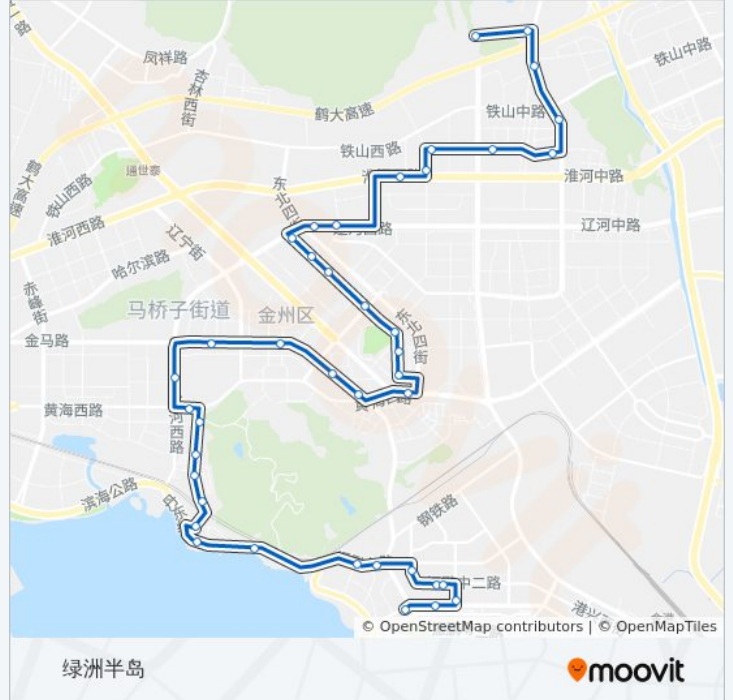 凤祥路
杏林西街
鹤大高速
铁山中路
铁山中路
铁山西路
鹤大高速
铁山西路
通世泰
淮河中路
东北四
淮河西路
辽宁街
辽河中路
哈尔滨路
赤峰街
马桥子街道
金州区
东北四街
金马路
黄海西路
河西路
滨海公路
钢铁路
中二路
港兴
© OpenStreetMap contributors | © OpenMapTiles
绿洲半岛
moovit